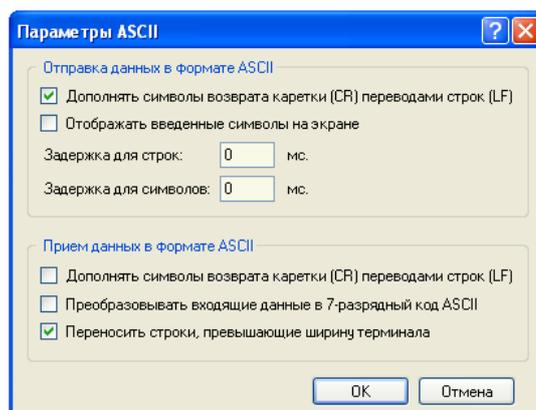 Параметры ASCII
Отправка данных в формате ASCII
Дополнять символы возврата каретки (CR) переводами строк (LF)
Отображать введенные символы на экране
Задержка для строк: 0 мс.
Задержка для символов: 0 мс.
Прием данных в формате ASCII
Дополнять символы возврата каретки (CR) переводами строк (LF)
Преобразовывать входящие данные в 7-разрядный код ASCII
Переносить строки, превышающие ширину терминала
OK Отмена